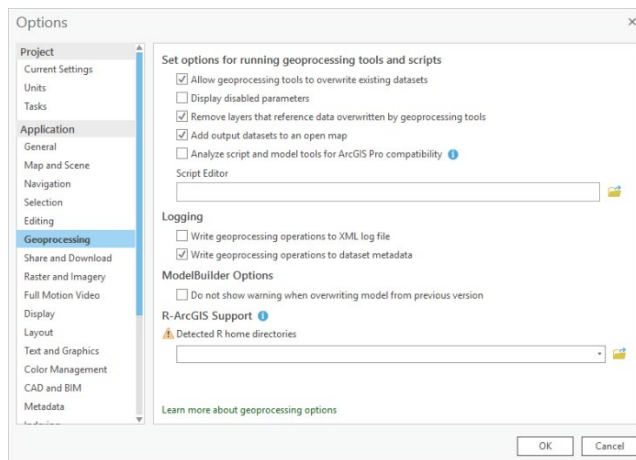 Options
Project
Current Settings
Units
Tasks
Application
General
Map and Scene
Navigation
Selection
Editing
Geoprocessing
Share and Download
Raster and Imagery
Full Motion Video
Display
Layout
Text and Graphics
Color Management
CAD and BIM
Metadata
Indexing
Set options for running geoprocessing tools and scripts
Allow geoprocessing tools to overwrite existing datasets
Display disabled parameters
Remove layers that reference data overwritten by geoprocessing tools
Add output datasets to an open map
Analyze script and model tools for ArcGIS Pro compatibility
Script Editor
Logging
Write geoprocessing operations to XML log file
Write geoprocessing operations to dataset metadata
ModelBuilder Options
Do not show warning when overwriting model from previous version
R-ArcGIS Support
Detected R home directories
Learn more about geoprocessing options
OK
Cancel